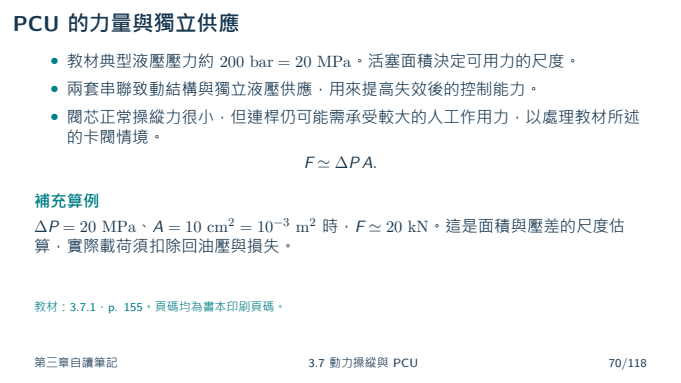 PCU 的力量與獨立供應
• 教材典型液壓壓力約 200 bar = 20 MPa。活塞面積決定可用力的尺度。
• 兩套串聯致動結構與獨立液壓供應，用來提高失效後的控制能力。
• 閥芯正常操縱力很小，但連桿仍可能需承受較大的人工作用力，以處理教材所述
的卡閥情境。
F ≃ ΔP A.
補充算例
ΔP = 20 MPa、A = 10 cm² = 10⁻³ m² 時，F ≃ 20 kN。這是面積與壓差的尺度估
算，實際載荷須扣除回油壓與損失。
教材：3.7.1，p. 155。頁碼均為書本印刷頁碼。
第三章自讀筆記 3.7 動力操縱與 PCU 70/118